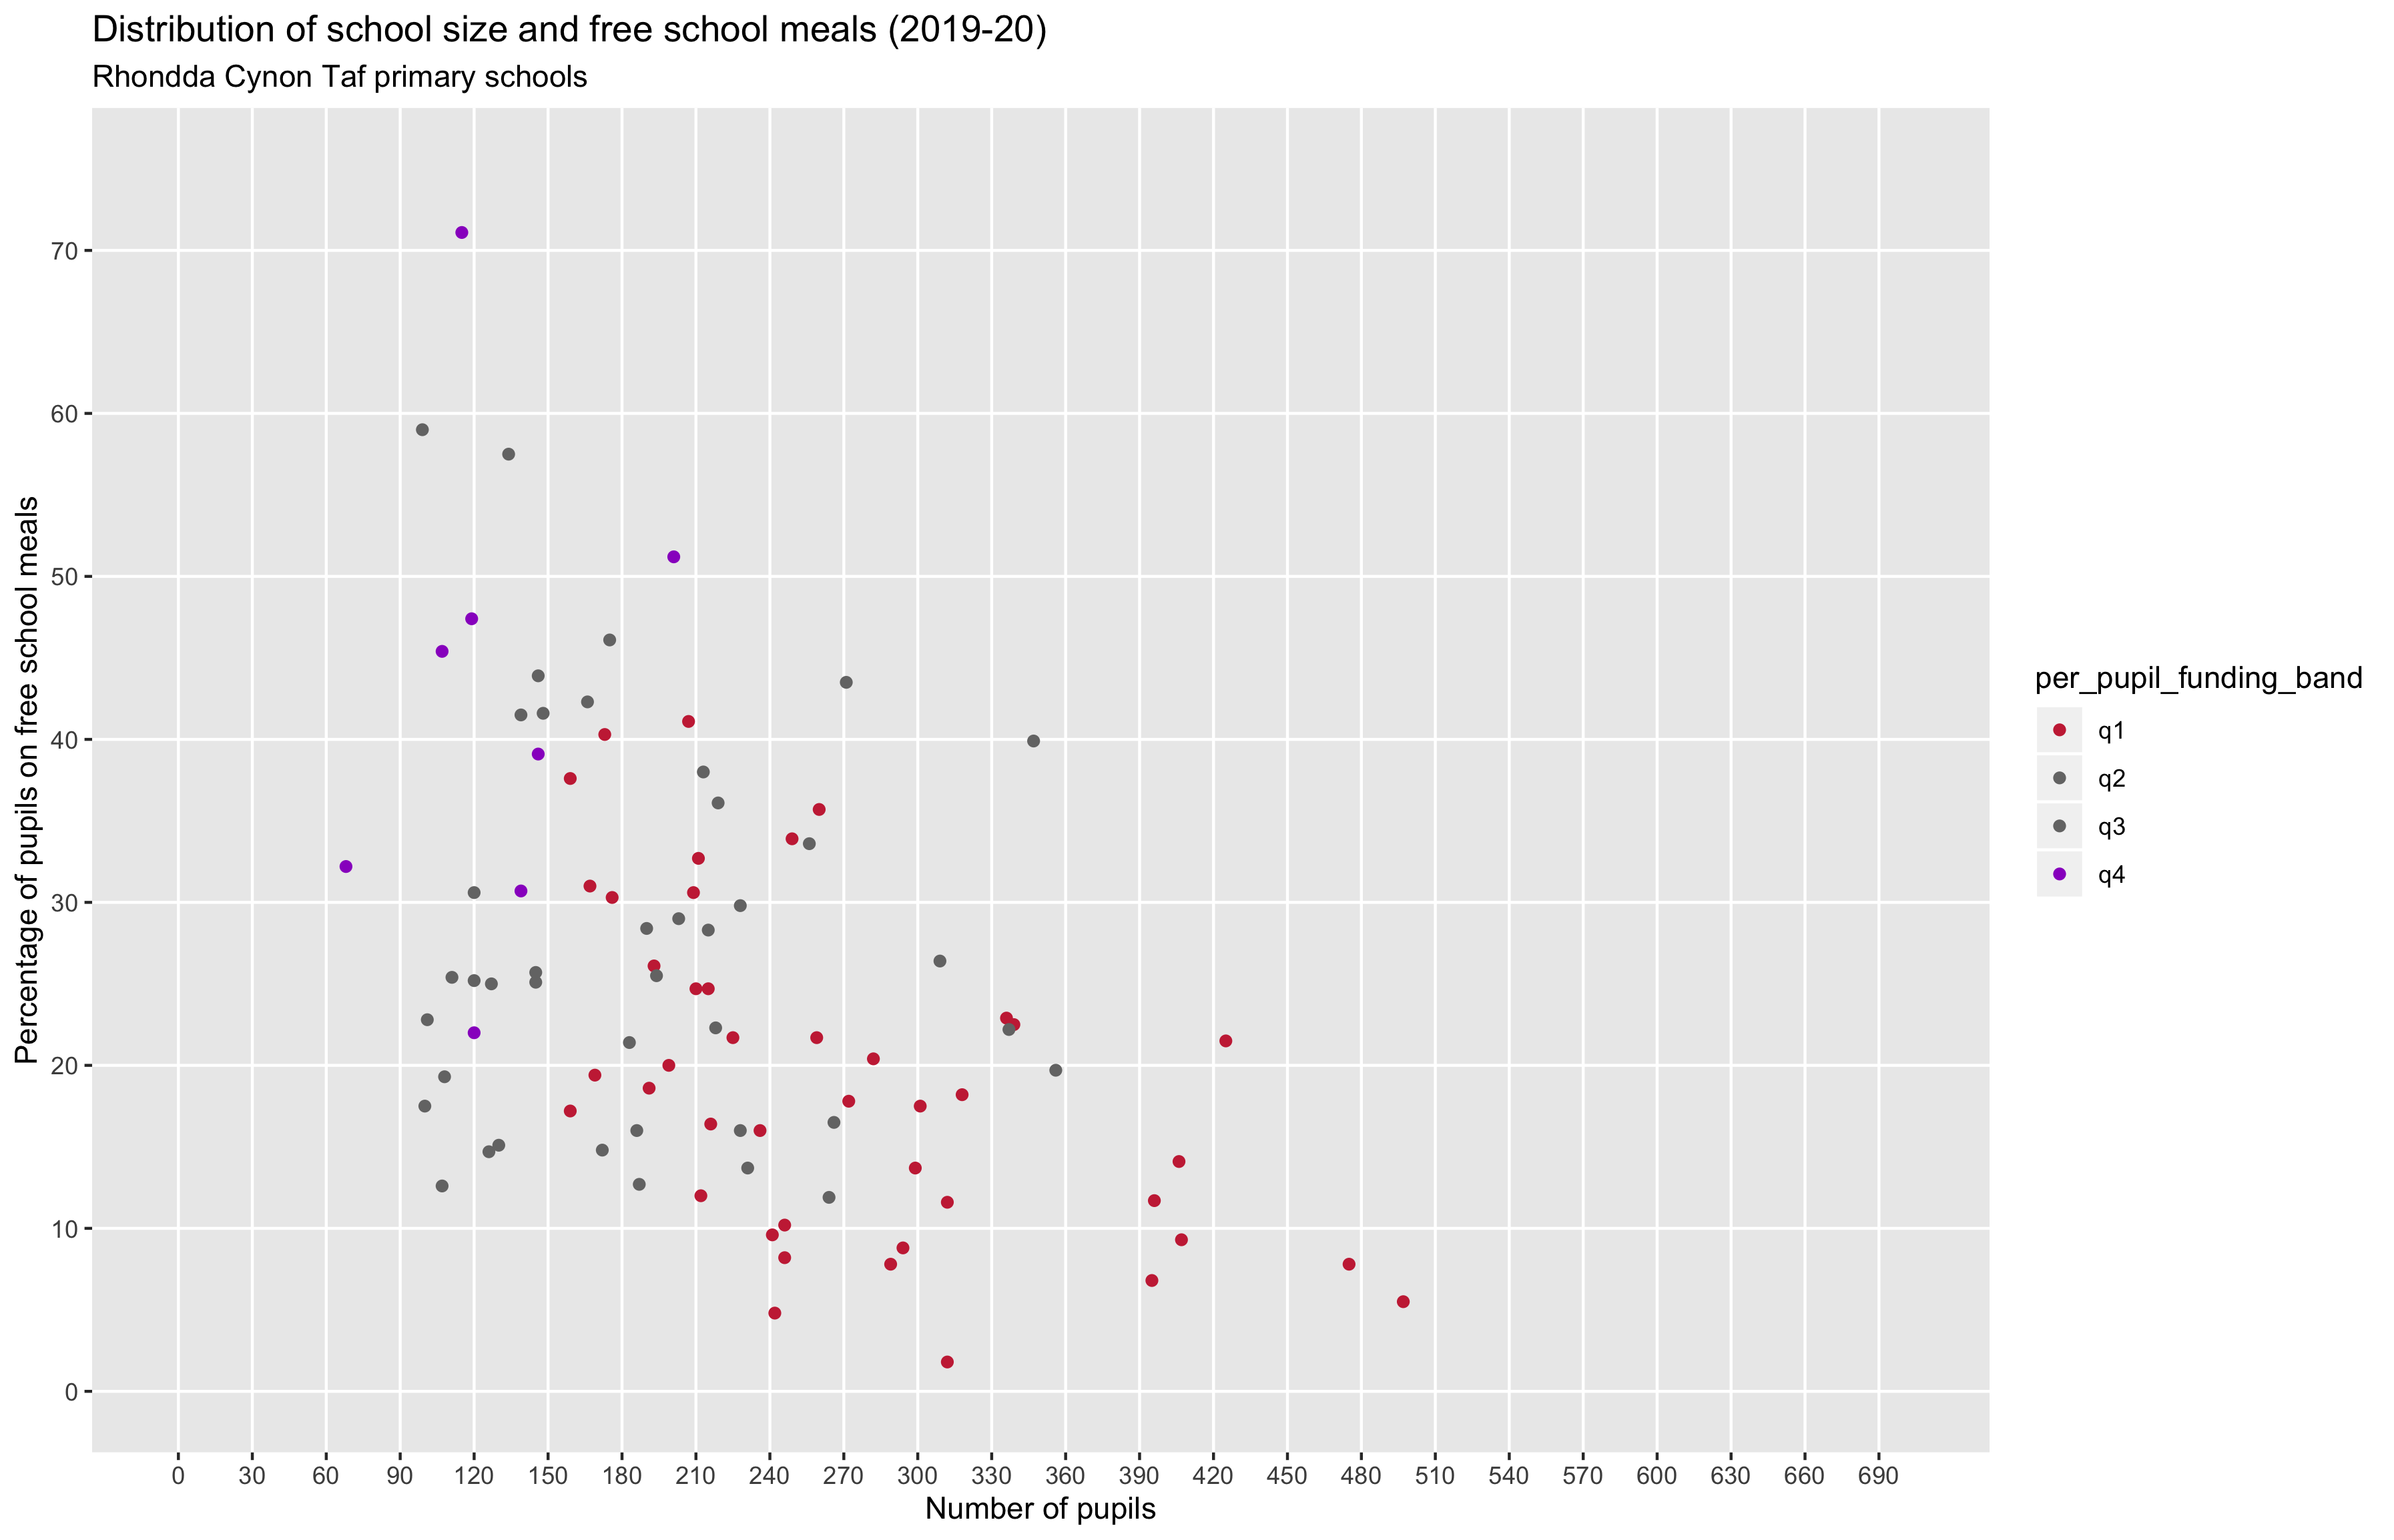 Distribution of school size and free school meals (2019-20)
Rhondda Cynon Taf primary schools
Percentage of pupils on free school meals
70
60
50
40
30
20
10
0
0 30 60 90 120 150 180 210 240 270 300 330 360 390 420 450 480 510 540 570 600 630 660 690
Number of pupils
per_pupil_funding_band
q1
q2
q3
q4